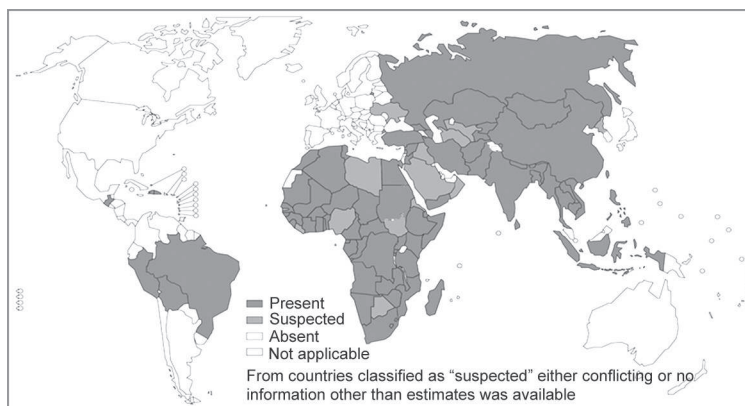 Present
Suspected
Absent
Not applicable
From countries classified as “suspected” either conflicting or no
information other than estimates was available